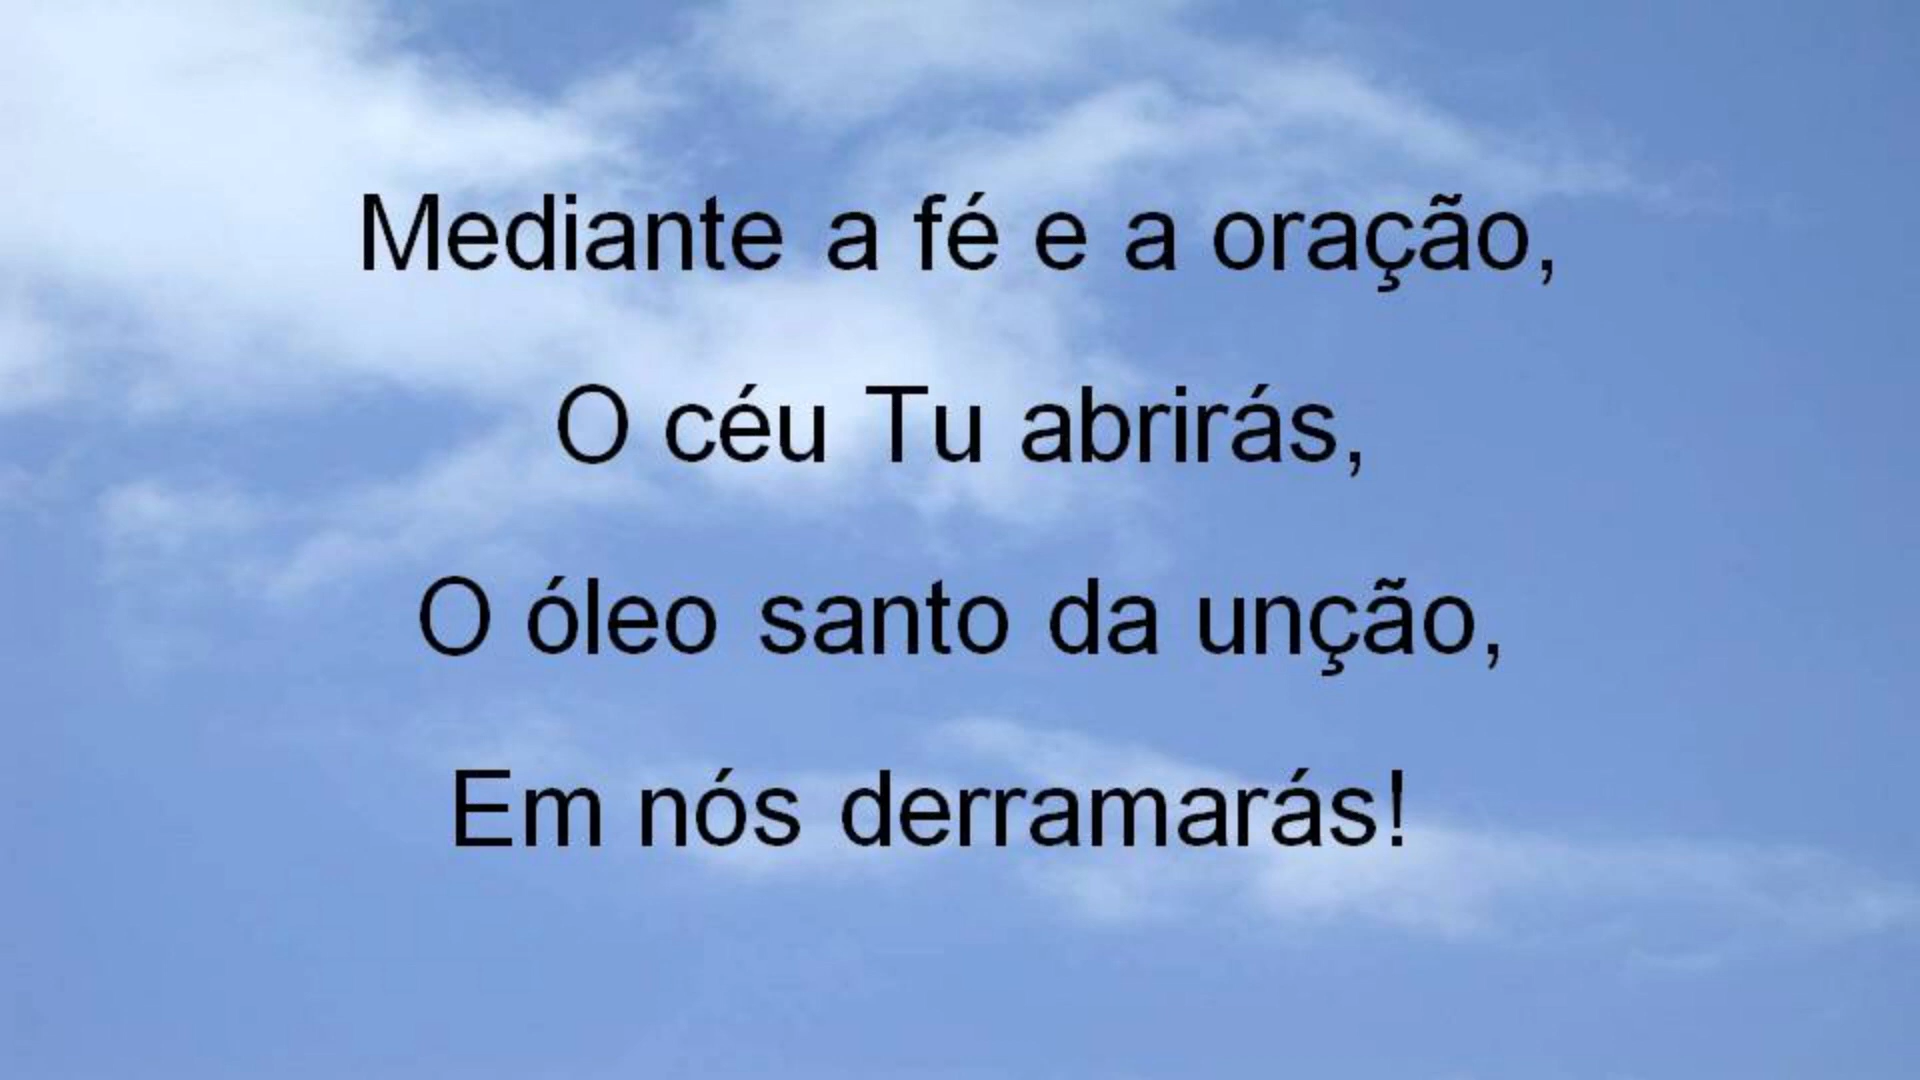 Mediante a fé e a oração,
O céu Tu abrirás,
O óleo santo da unção,
Em nós derramarás!